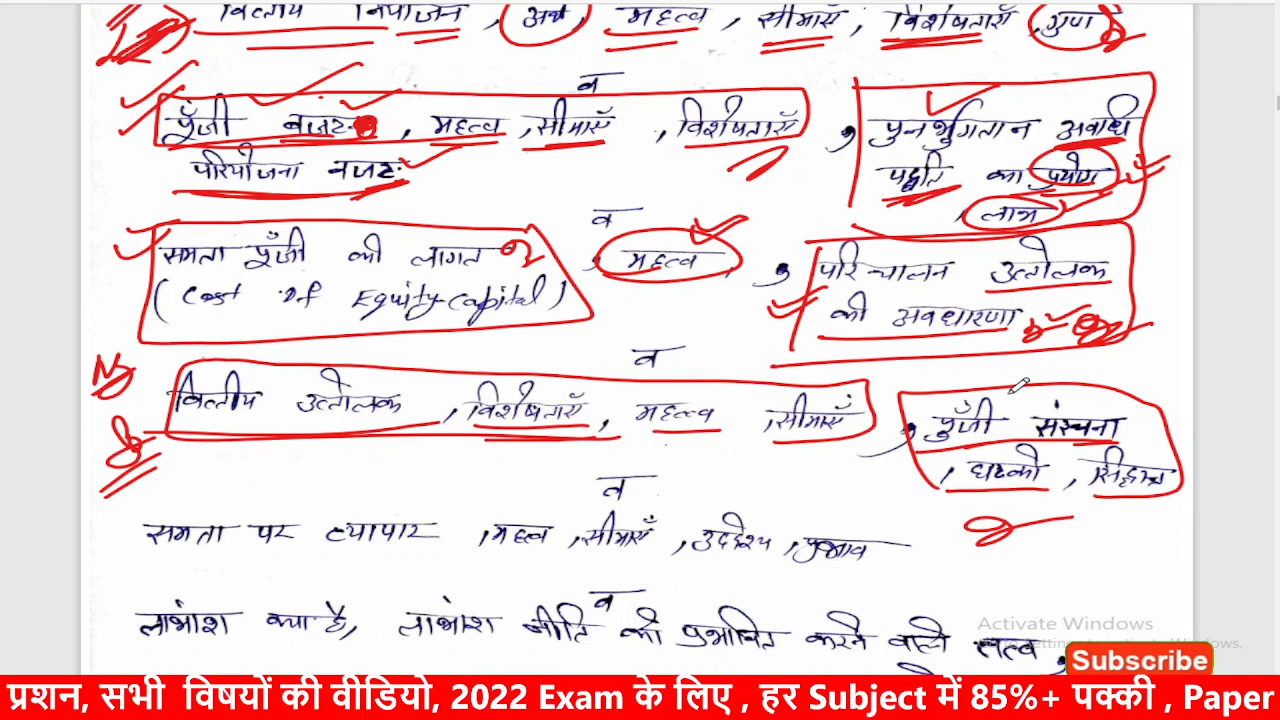 वित्तीय नियोजन, अर्थ, महत्व, सीमाएँ, विशेषताएँ, गुण
व
पूँजी बजट, महत्व, सीमाएँ, विशेषताएँ, पुनर्भुगतान अवधि
परियोजना बजट पद्धति का प्रयोग
, लाभ
व
समता पूँजी की लागत, महत्व, परिचालन उत्तोलक
(Cost of Equity Capital) की अवधारणा
व
वित्तीय उत्तोलक, विशेषताएँ, महत्व, सीमाएँ, पूँजी संरचना
, घटको, सिद्धान्त
व
समता पर व्यापार, महत्व, सीमाएँ, उद्देश्य, प्रभाव
व
लाभांश क्या है, लाभांश नीति को प्रभावित करने वाले तत्व,
Activate Windows
Subscribe
प्रशन, सभी विषयों की वीडियो, 2022 Exam के लिए , हर Subject में 85%+ पक्की , Paper